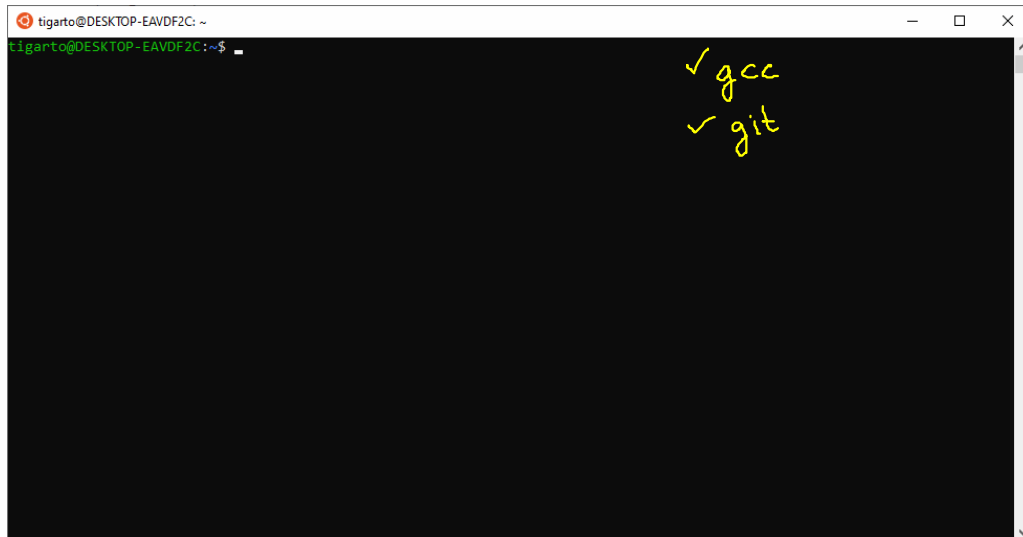 tigarto@DESKTOP-EAVDF2C: ~
tigarto@DESKTOP-EAVDF2C:~$
✓ gcc
✓ git